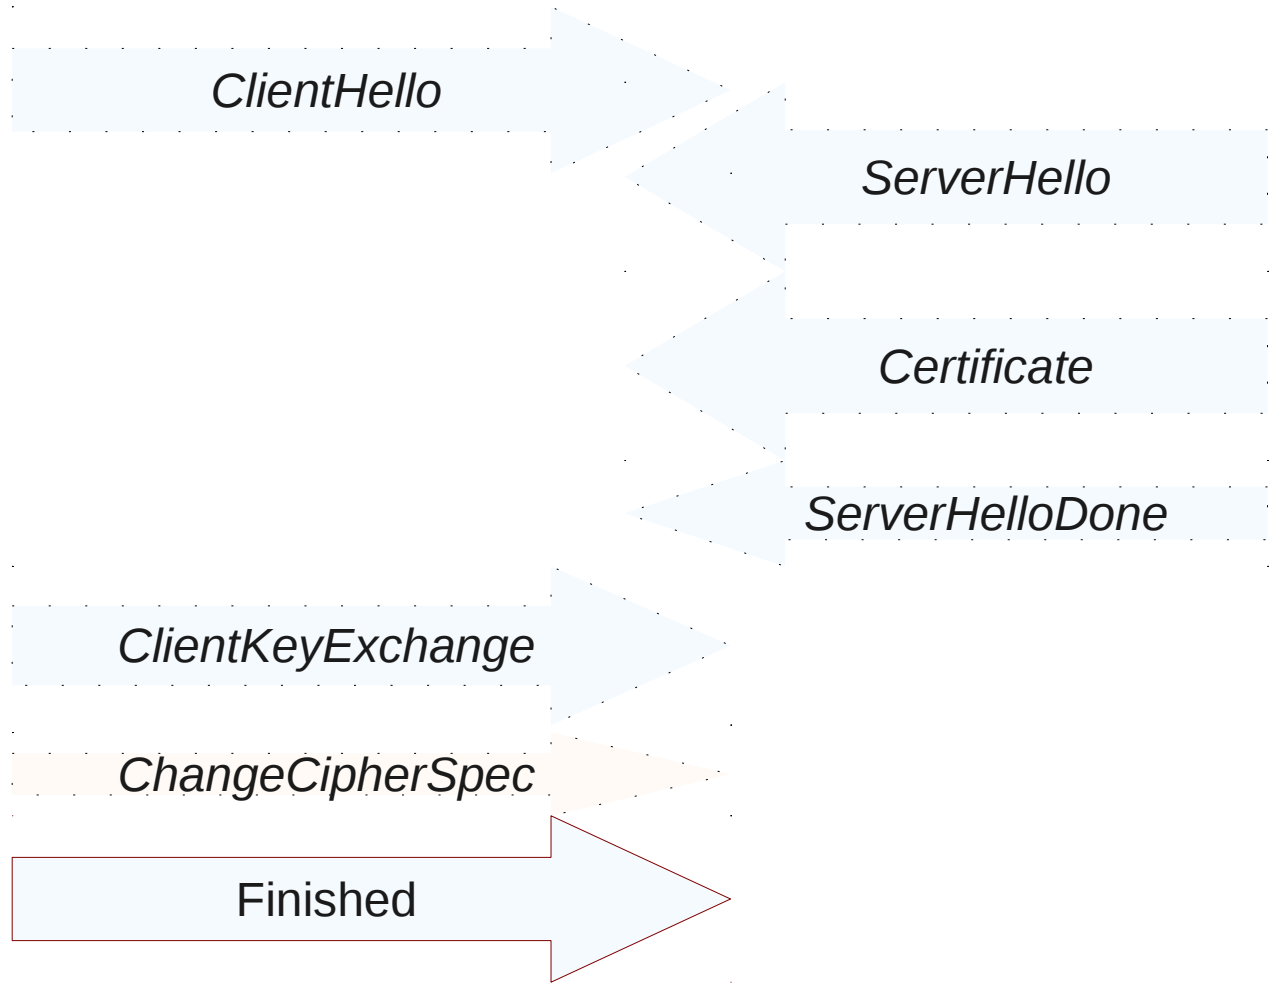 ClientHello
ServerHello
Certificate
ServerHelloDone
ClientKeyExchange
ChangeCipherSpec
Finished